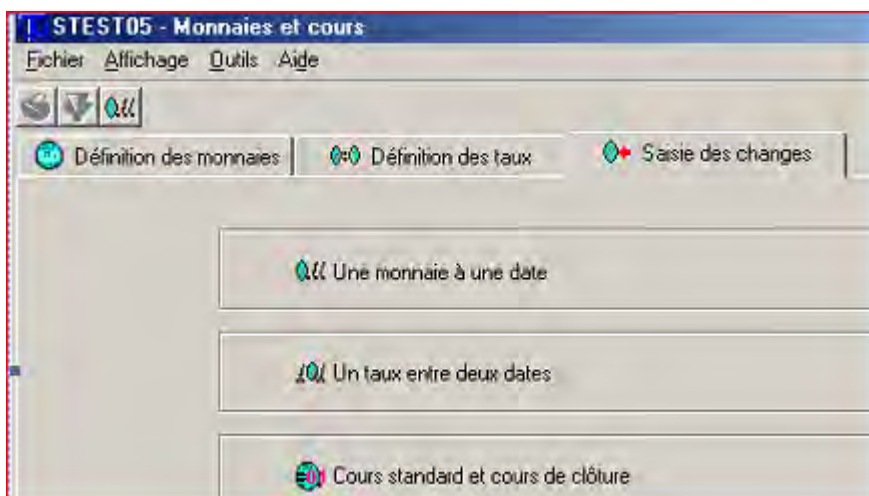 STEST05 - Monnaies et cours
Fichier Affichage Outils Aide
Définition des monnaies Définition des taux Saisie des changes
Une monnaie à une date
Un taux entre deux dates
Cours standard et cours de clôture